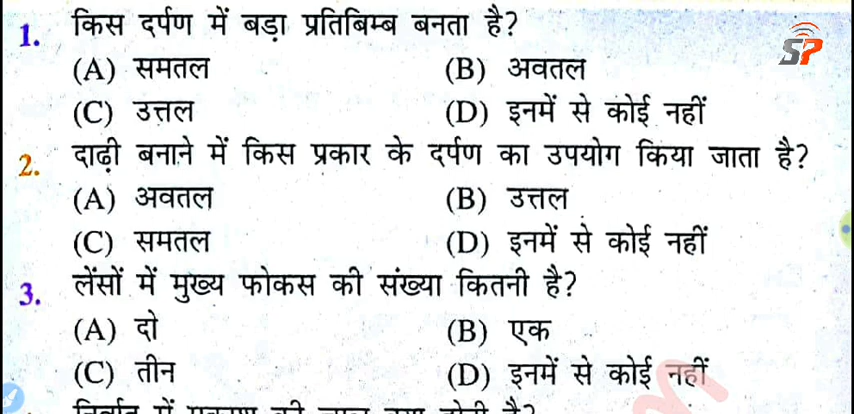 1. किस दर्पण में बड़ा प्रतिबिम्ब बनता है?
SP
(A) समतल (B) अवतल
(C) उत्तल (D) इनमें से कोई नहीं
2. दाढ़ी बनाने में किस प्रकार के दर्पण का उपयोग किया जाता है?
(A) अवतल (B) उत्तल
(C) समतल (D) इनमें से कोई नहीं
3. लेंसों में मुख्य फोकस की संख्या कितनी है?
(A) दो (B) एक
(C) तीन (D) इनमें से कोई नहीं